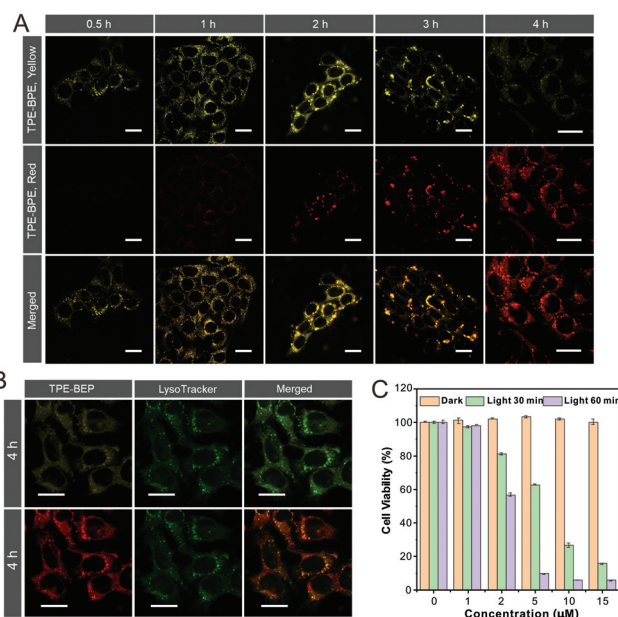 A
0.5 h
1 h
2 h
3 h
4 h
TPE-BPE, Yellow
TPE-BPE, Red
Merged
B
TPE-BEP
LysoTracker
Merged
4 h
4 h
C
Dark
Light 30 min
Light 60 min
Cell Viability (%)
120
100
80
60
40
20
0
0
1
2
5
10
15
Concentration (μM)